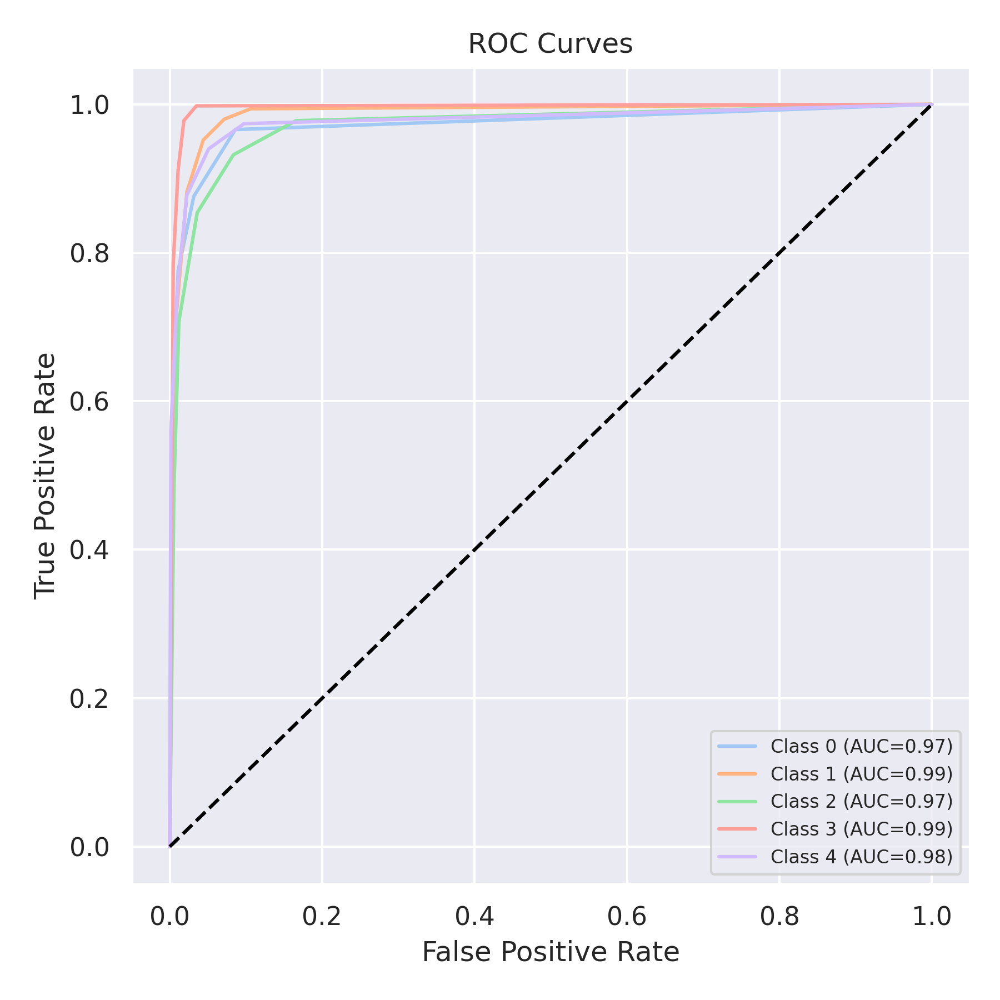 ROC Curves
1.0
0.8
0.6
0.4
0.2
0.0
True Positive Rate
Class 0 (AUC=0.97)
Class 1 (AUC=0.99)
Class 2 (AUC=0.97)
Class 3 (AUC=0.99)
Class 4 (AUC=0.98)
0.0 0.2 0.4 0.6 0.8 1.0
False Positive Rate